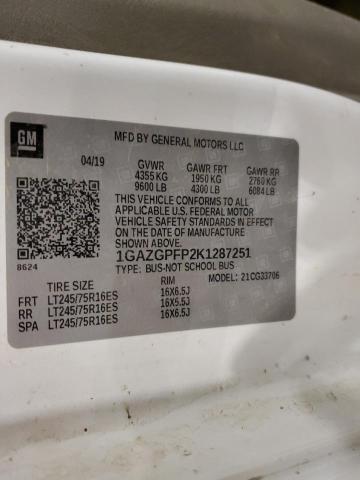 GM
MFD BY GENERAL MOTORS LLC
04/19 GVWR GAWR FRT GAWR RR
4355 KG 1950 KG 2760 KG
9600 LB 4300 LB 6084 LB
THIS VEHICLE CONFORMS TO ALL
APPLICABLE U.S. FEDERAL MOTOR
VEHICLE SAFETY STANDARDS IN EFFECT
ON THE DATE OF MANUFACTURE
SHOWN ABOVE.
8624 1GAZGPFP2K1287251
TYPE: BUS-NOT SCHOOL BUS
MODEL: 21CG33706
TIRE SIZE RIM
FRT LT245/75R16ES 16X6.5J
RR LT245/75R16ES 16X6.5J
SPA LT245/75R16ES 16X6.5J